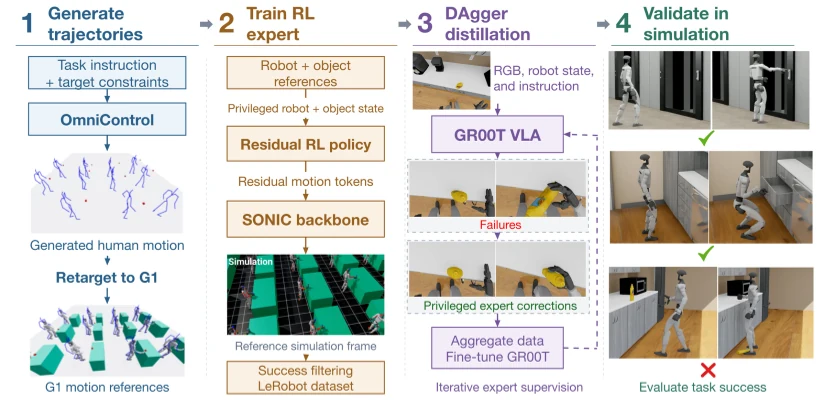 1 Generate trajectories
Task instruction
+ target constraints
OmniControl
Generated human motion
Retarget to G1
G1 motion references
2 Train RL expert
Robot + object
references
Privileged robot + object state
Residual RL policy
Residual motion tokens
SONIC backbone
Simulation
Reference simulation frame
Success filtering
LeRobot dataset
3 DAgger distillation
RGB, robot state,
and instruction
GR00T VLA
Failures
Privileged expert corrections
Aggregate data
Fine-tune GR00T
Iterative expert supervision
4 Validate in simulation
Evaluate task success